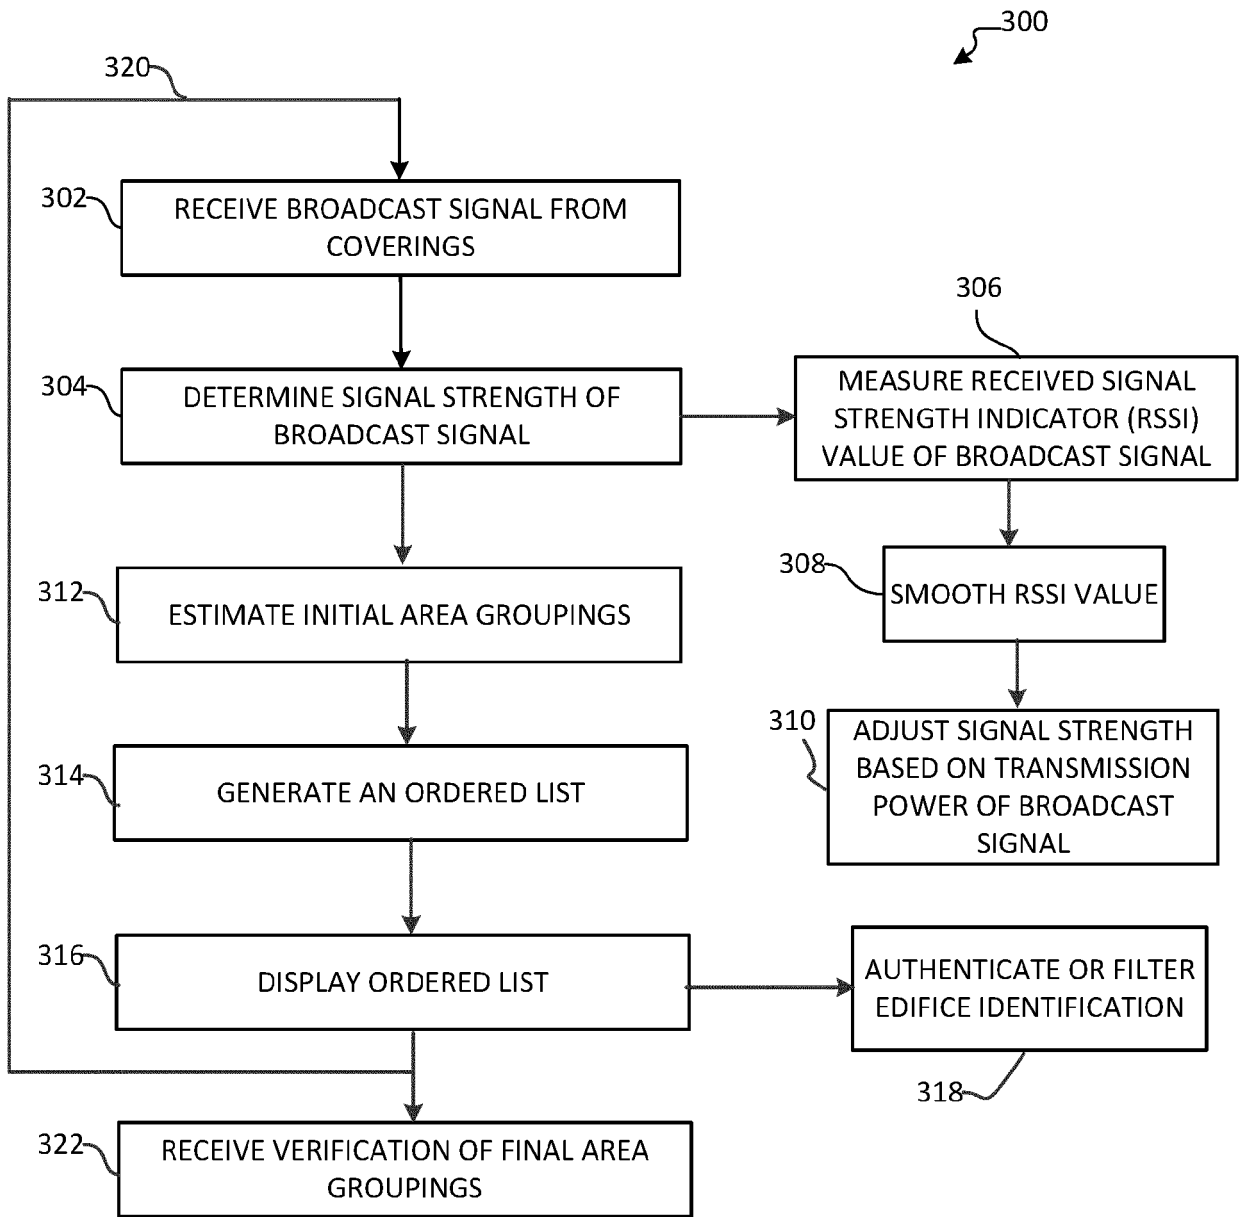 300
320
302
RECEIVE BROADCAST SIGNAL FROM
COVERINGS
304
DETERMINE SIGNAL STRENGTH OF
BROADCAST SIGNAL
306
MEASURE RECEIVED SIGNAL
STRENGTH INDICATOR (RSSI)
VALUE OF BROADCAST SIGNAL
308
SMOOTH RSSI VALUE
310
ADJUST SIGNAL STRENGTH
BASED ON TRANSMISSION
POWER OF BROADCAST
SIGNAL
312
ESTIMATE INITIAL AREA GROUPINGS
314
GENERATE AN ORDERED LIST
316
DISPLAY ORDERED LIST
AUTHENTICATE OR FILTER
EDIFICE IDENTIFICATION
318
322
RECEIVE VERIFICATION OF FINAL AREA
GROUPINGS